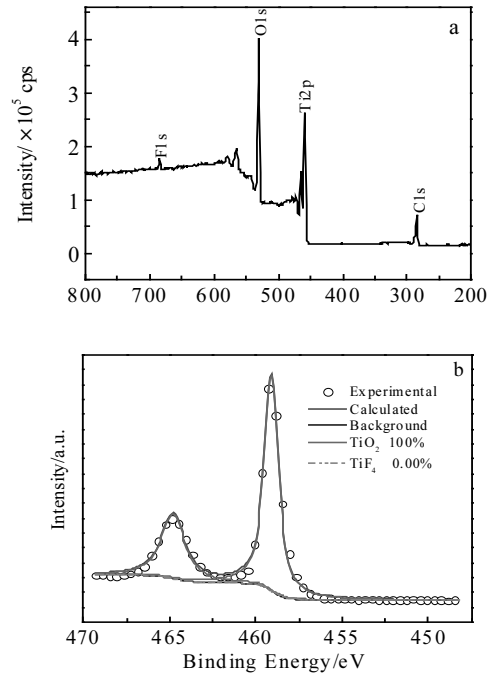 a
Intensity/ ×10⁵ cps
4
3
2
1
0
F1s
O1s
Ti2p
C1s
800 700 600 500 400 300 200
b
Intensity/a.u.
Experimental
Calculated
Background
TiO₂ 100%
TiF₄ 0.00%
470 465 460 455 450
Binding Energy/eV